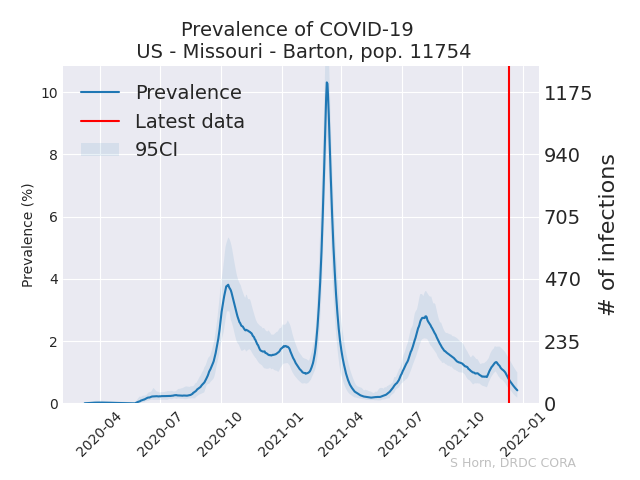 Prevalence of COVID-19
US - Missouri - Barton, pop. 11754
Prevalence
Latest data
95CI
Prevalence (%)
10
8
6
4
2
0
1175
940
705
470
235
0
# of infections
2020-04
2020-07
2020-10
2021-01
2021-04
2021-07
2021-10
2022-01
S Horn, DRDC CORA